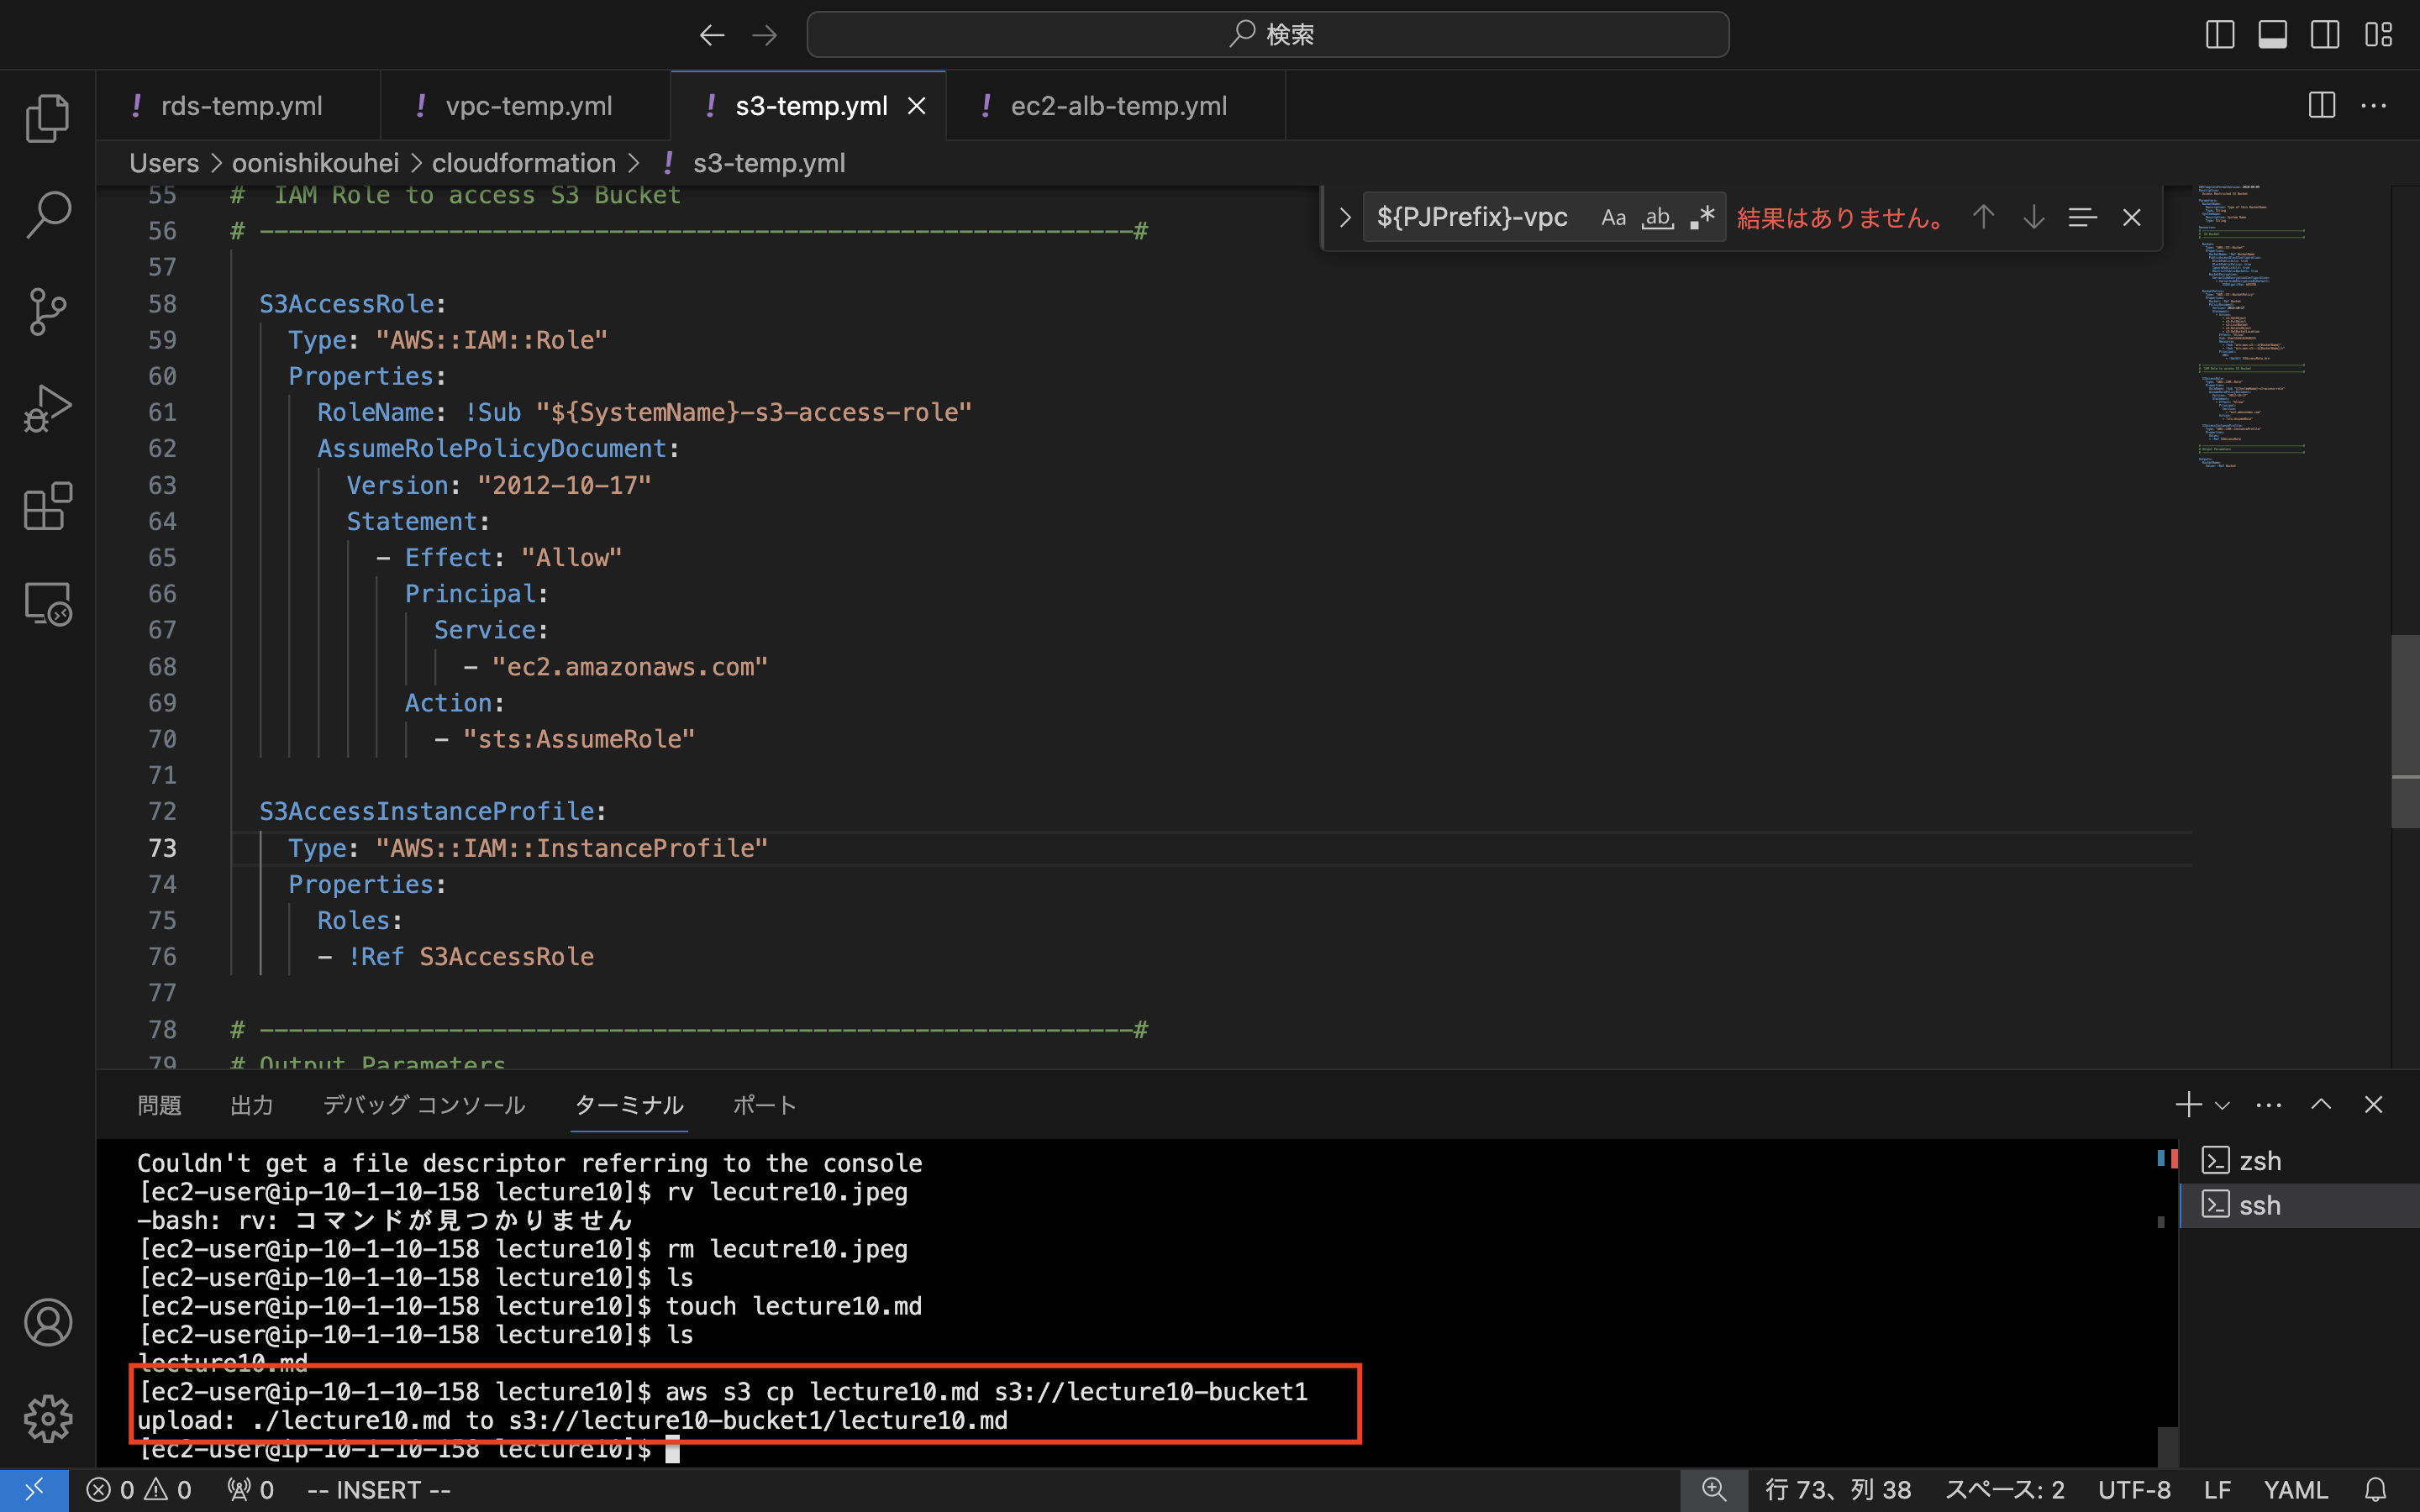 検索
rds-temp.yml
vpc-temp.yml
s3-temp.yml
ec2-alb-temp.yml
Users > oonishikouhei > cloudformation > ! s3-temp.yml
${PJPrefix}-vpc Aa ab .* 結果はありません。
55 #  IAM Role to access S3 Bucket
56 # ------------------------------------------------------------#
57
58   S3AccessRole:
59     Type: "AWS::IAM::Role"
60     Properties:
61       RoleName: !Sub "${SystemName}-s3-access-role"
62       AssumeRolePolicyDocument:
63         Version: "2012-10-17"
64         Statement:
65           - Effect: "Allow"
66             Principal:
67               Service:
68                 - "ec2.amazonaws.com"
69             Action:
70               - "sts:AssumeRole"
71
72   S3AccessInstanceProfile:
73     Type: "AWS::IAM::InstanceProfile"
74     Properties:
75       Roles:
76       - !Ref S3AccessRole
77
78 # ------------------------------------------------------------#
79 # Output Parameters
問題 出力 デバッグ コンソール ターミナル ポート
Couldn't get a file descriptor referring to the console
[ec2-user@ip-10-1-10-158 lecture10]$ rv lecutre10.jpeg
-bash: rv: コマンドが見つかりません
[ec2-user@ip-10-1-10-158 lecture10]$ rm lecutre10.jpeg
[ec2-user@ip-10-1-10-158 lecture10]$ ls
[ec2-user@ip-10-1-10-158 lecture10]$ touch lecture10.md
[ec2-user@ip-10-1-10-158 lecture10]$ ls
lecture10.md
[ec2-user@ip-10-1-10-158 lecture10]$ aws s3 cp lecture10.md s3://lecture10-bucket1
upload: ./lecture10.md to s3://lecture10-bucket1/lecture10.md
[ec2-user@ip-10-1-10-158 lecture10]$
zsh
ssh
0 0 0 -- INSERT -- 行 73、列 38 スペース: 2 UTF-8 LF YAML